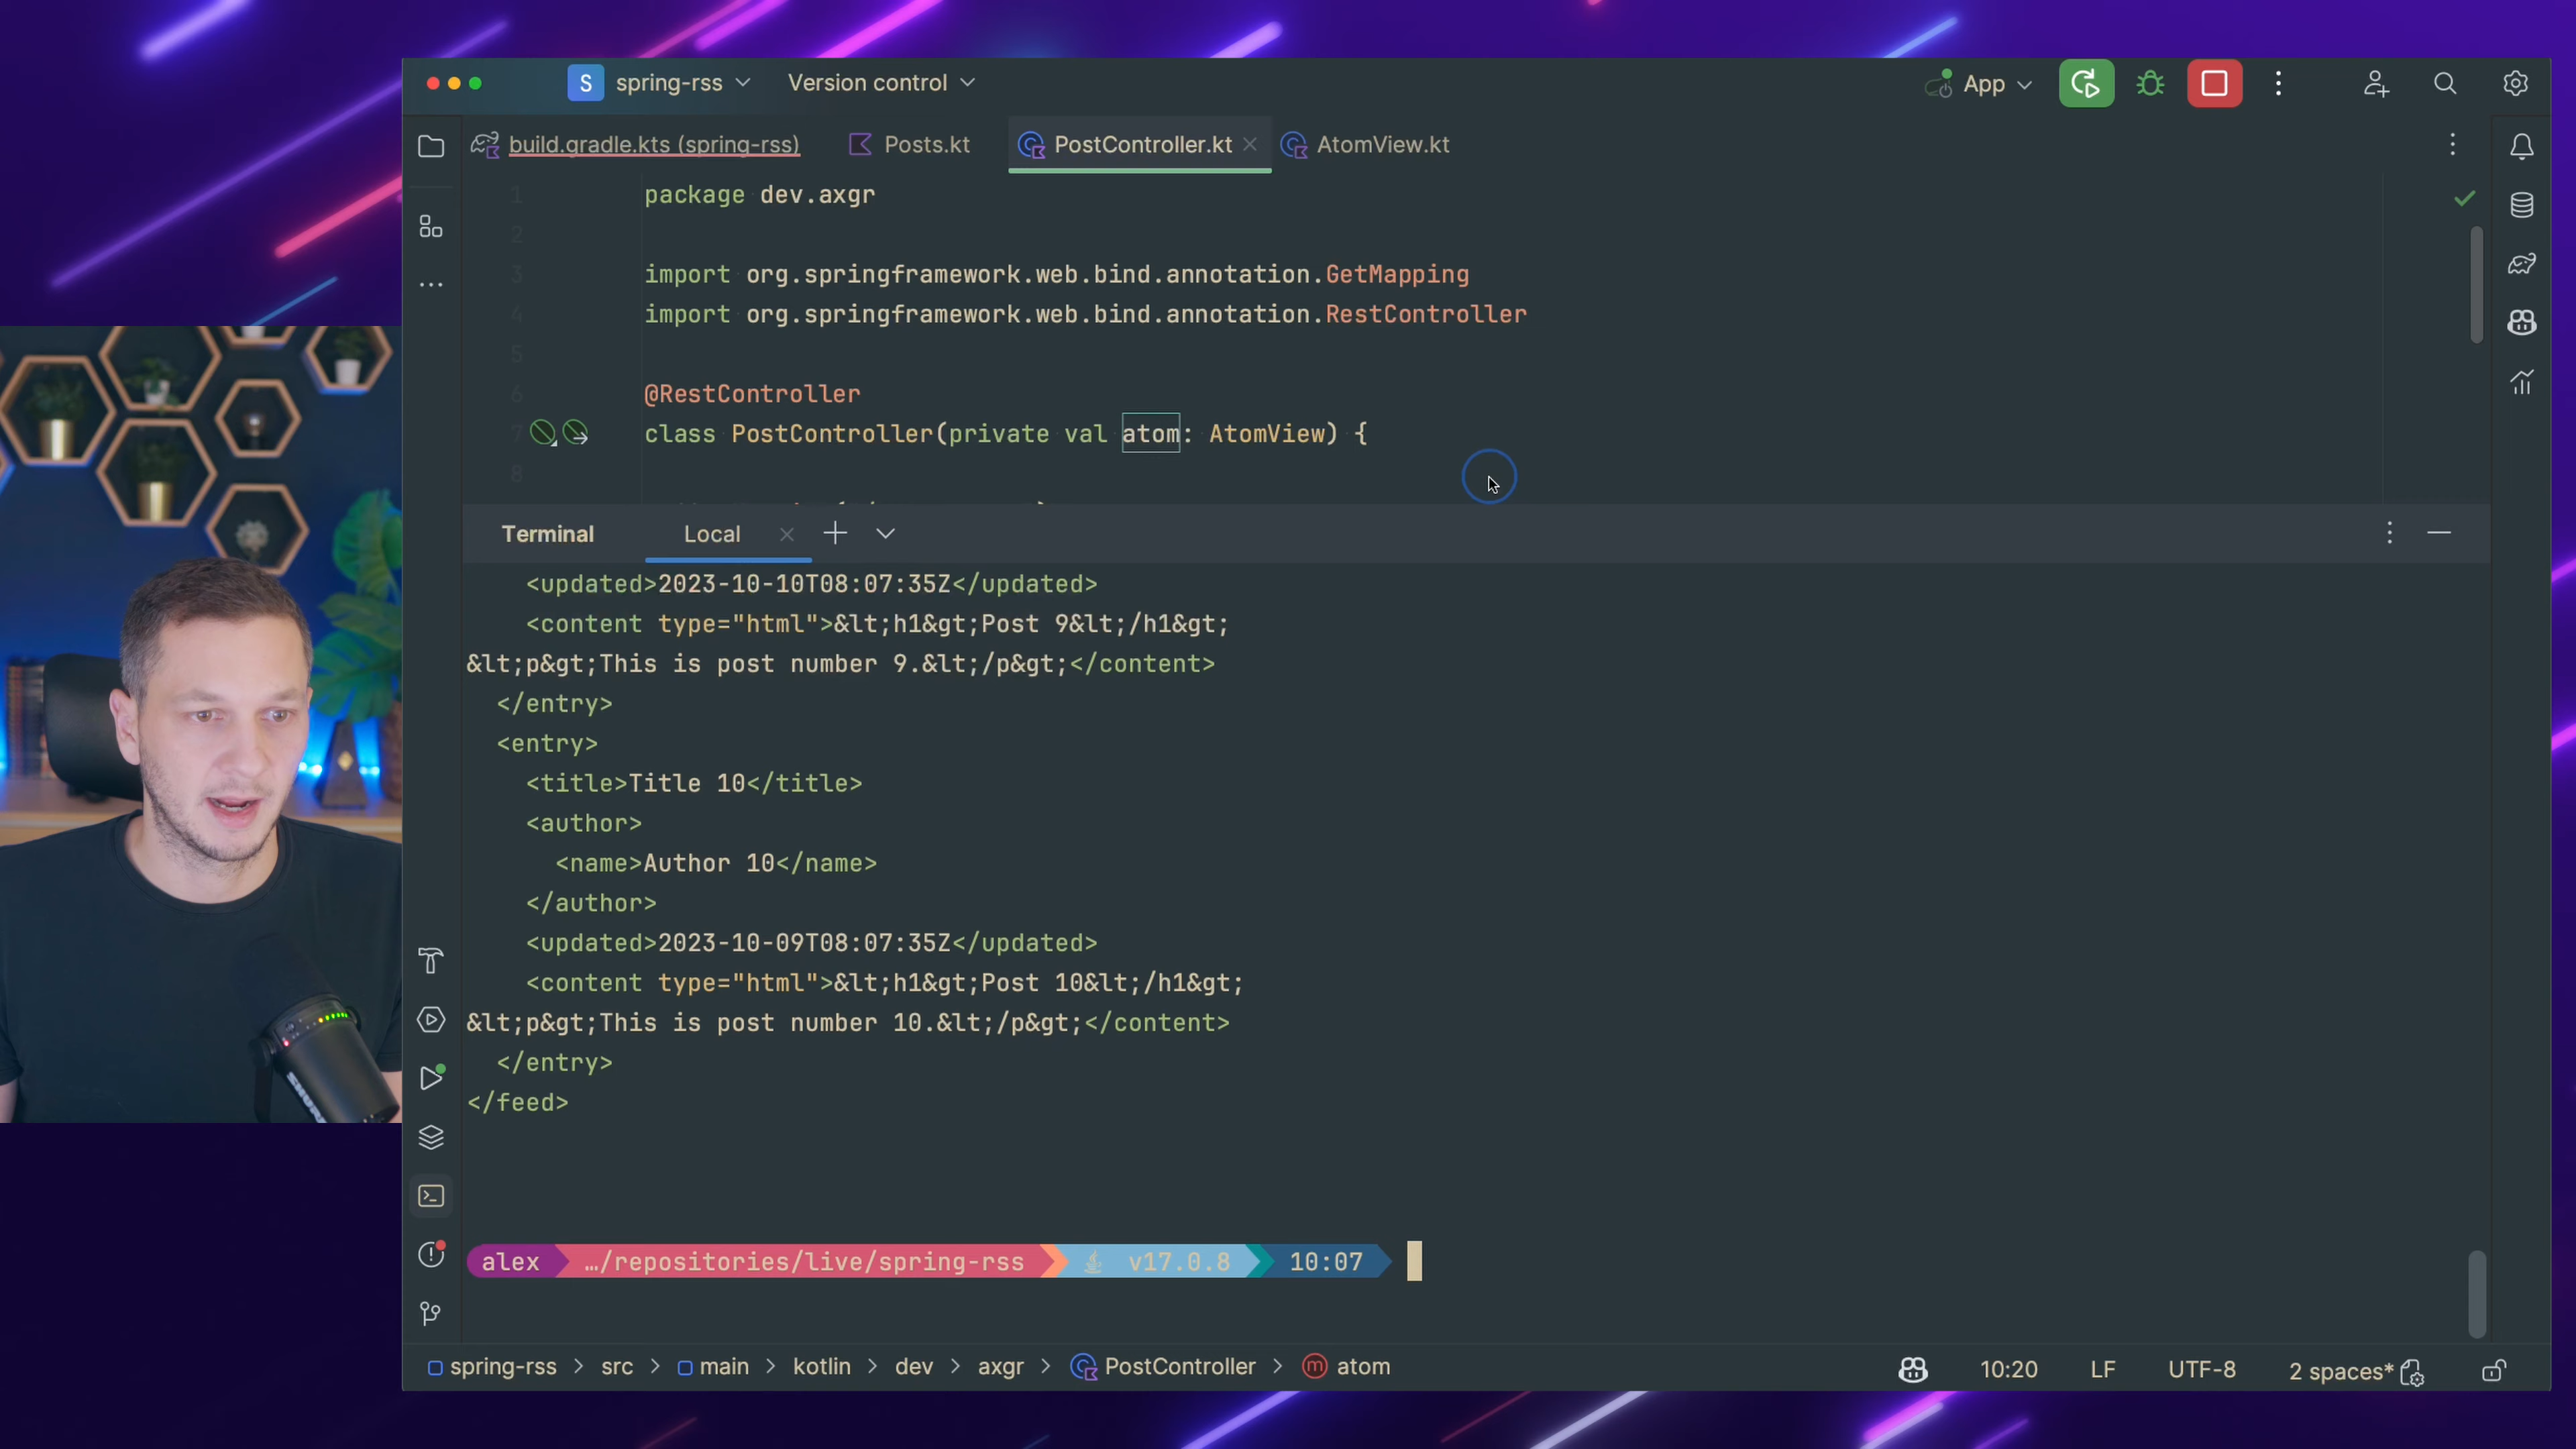 S spring-rss Version control App
build.gradle.kts (spring-rss) Posts.kt PostController.kt AtomView.kt
1 package dev.axgr
2
3 import org.springframework.web.bind.annotation.GetMapping
4 import org.springframework.web.bind.annotation.RestController
5
6 @RestController
7 class PostController(private val atom: AtomView) {
8
Terminal Local
<updated>2023-10-10T08:07:35Z</updated>
<content type="html">&lt;h1&gt;Post 9&lt;/h1&gt;
&lt;p&gt;This is post number 9.&lt;/p&gt;</content>
</entry>
<entry>
<title>Title 10</title>
<author>
<name>Author 10</name>
</author>
<updated>2023-10-09T08:07:35Z</updated>
<content type="html">&lt;h1&gt;Post 10&lt;/h1&gt;
&lt;p&gt;This is post number 10.&lt;/p&gt;</content>
</entry>
</feed>
alex …/repositories/live/spring-rss v17.0.8 10:07
spring-rss > src > main > kotlin > dev > axgr > PostController > m atom 10:20 LF UTF-8 2 spaces*